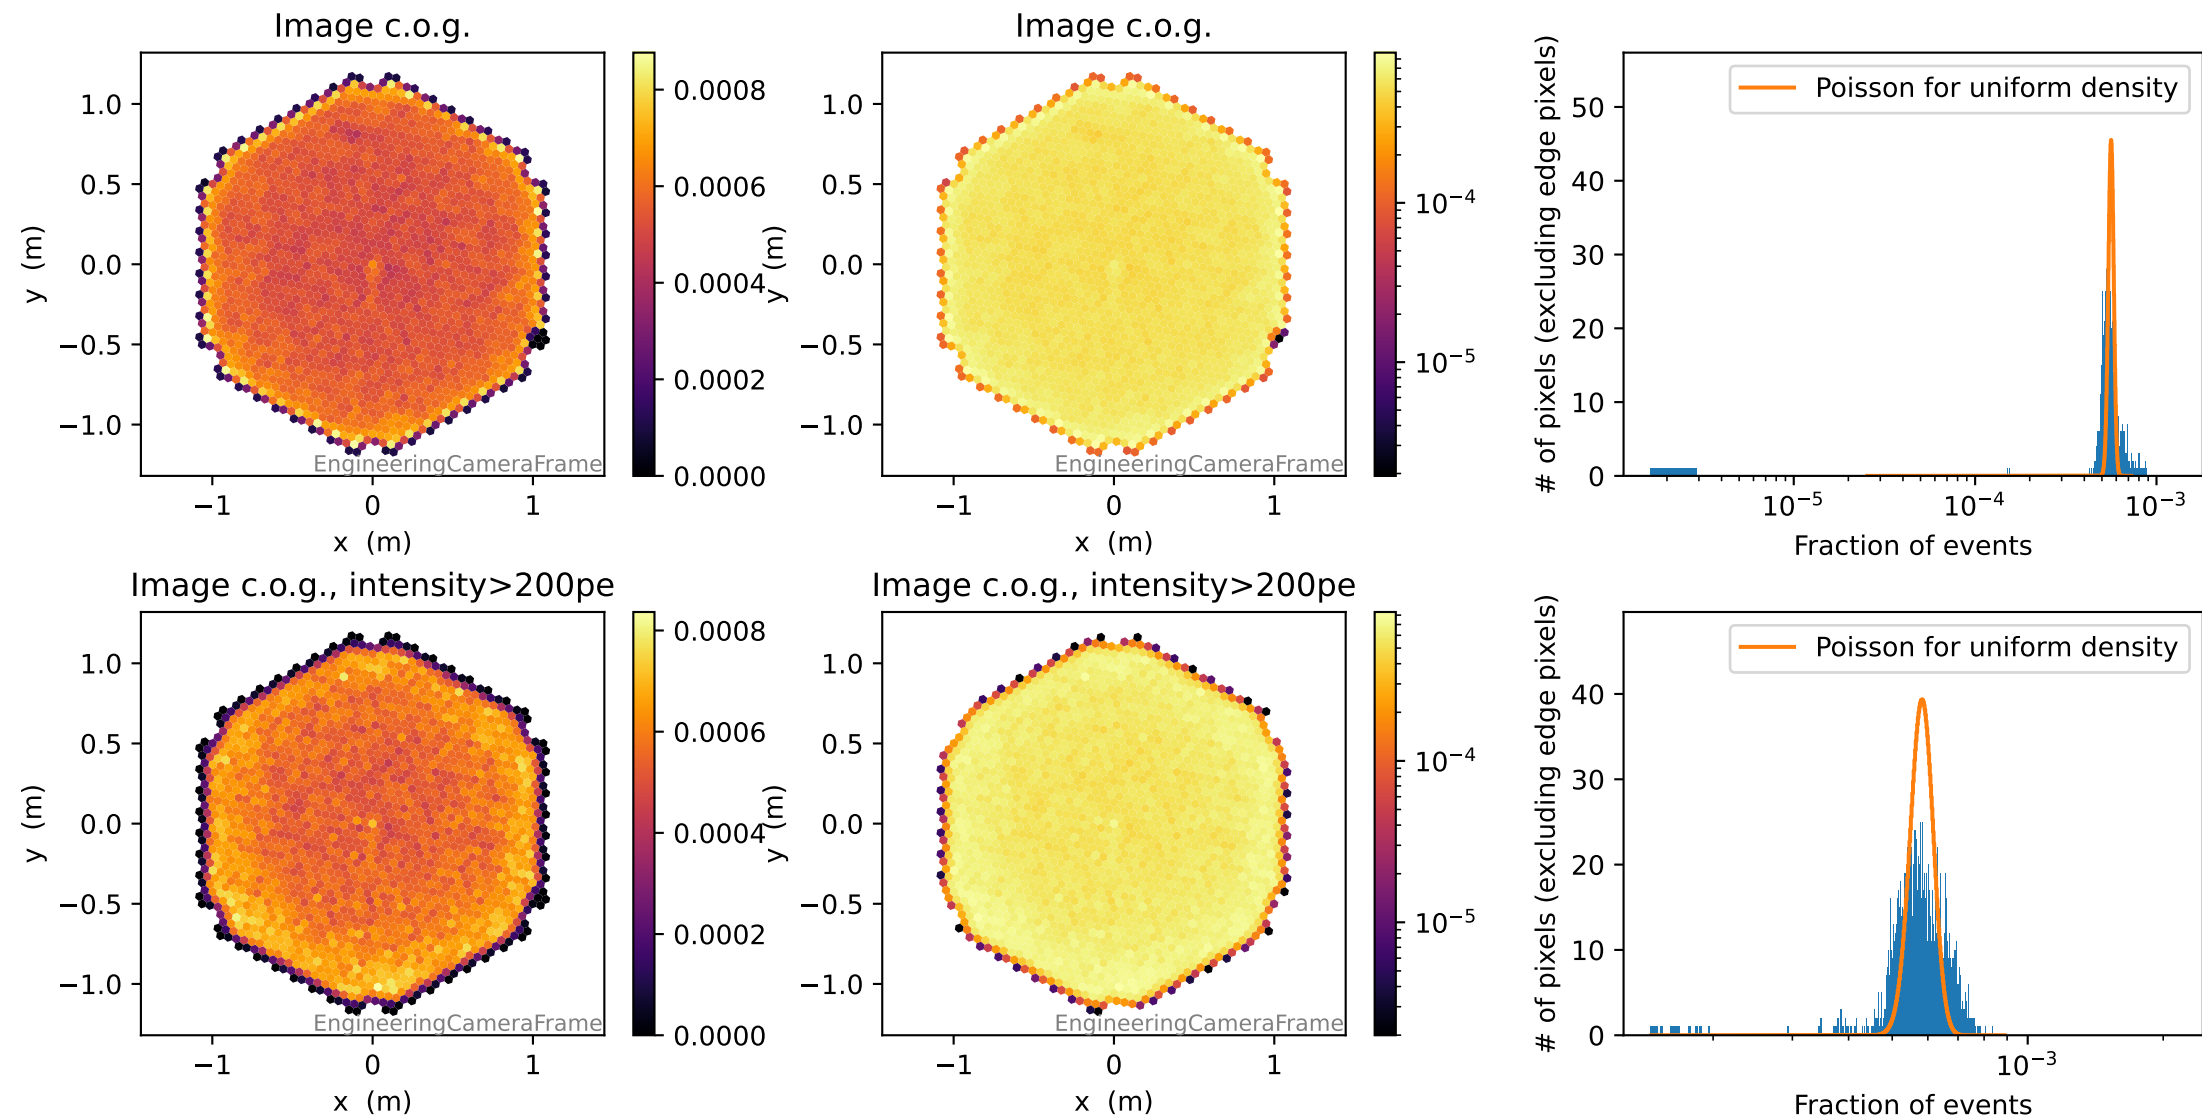 Image c.o.g.
1.0
0.5
0.0
−0.5
−1.0
y (m)
−1
0
1
x (m)
EngineeringCameraFrame
0.0008
0.0006
0.0004
0.0002
0.0000
Image c.o.g.
1.0
0.5
0.0
−0.5
−1.0
y (m)
−1
0
1
x (m)
EngineeringCameraFrame
10⁻⁴
10⁻⁵
# of pixels (excluding edge pixels)
50
40
30
20
10
0
Poisson for uniform density
10⁻⁵
10⁻⁴
10⁻³
Fraction of events
Image c.o.g., intensity>200pe
1.0
0.5
0.0
−0.5
−1.0
y (m)
−1
0
1
x (m)
EngineeringCameraFrame
0.0008
0.0006
0.0004
0.0002
0.0000
Image c.o.g., intensity>200pe
1.0
0.5
0.0
−0.5
−1.0
y (m)
−1
0
1
x (m)
EngineeringCameraFrame
10⁻⁴
10⁻⁵
# of pixels (excluding edge pixels)
40
30
20
10
0
Poisson for uniform density
10⁻³
Fraction of events